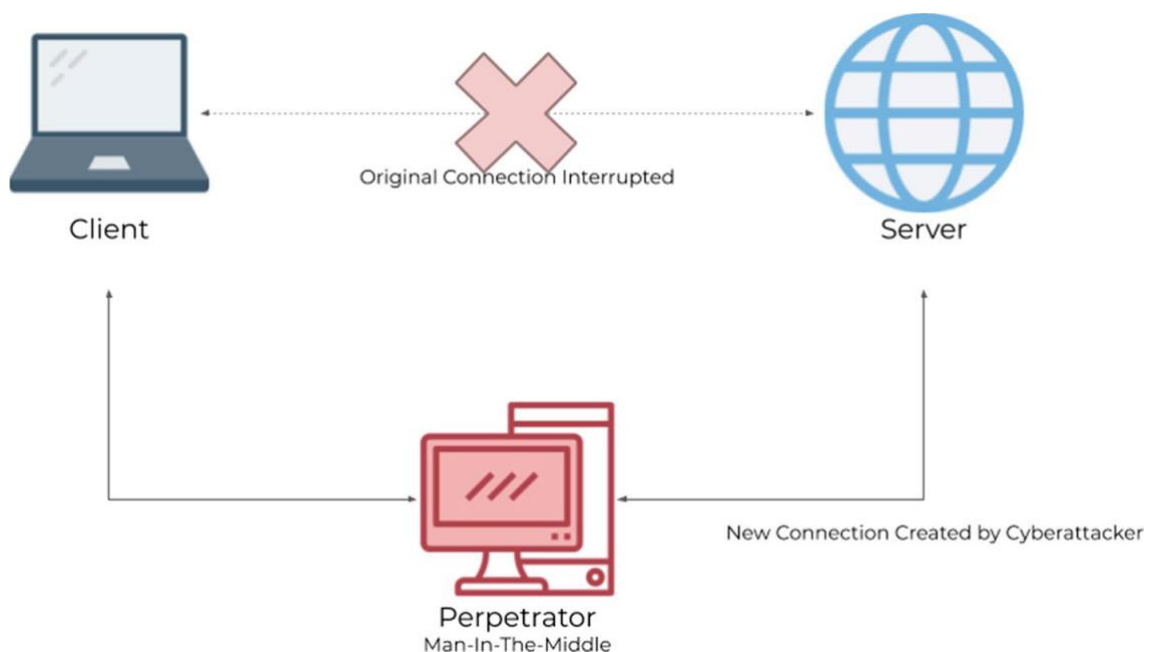 Original Connection Interrupted
Client
Server
New Connection Created by Cyberattacker
Perpetrator
Man-In-The-Middle